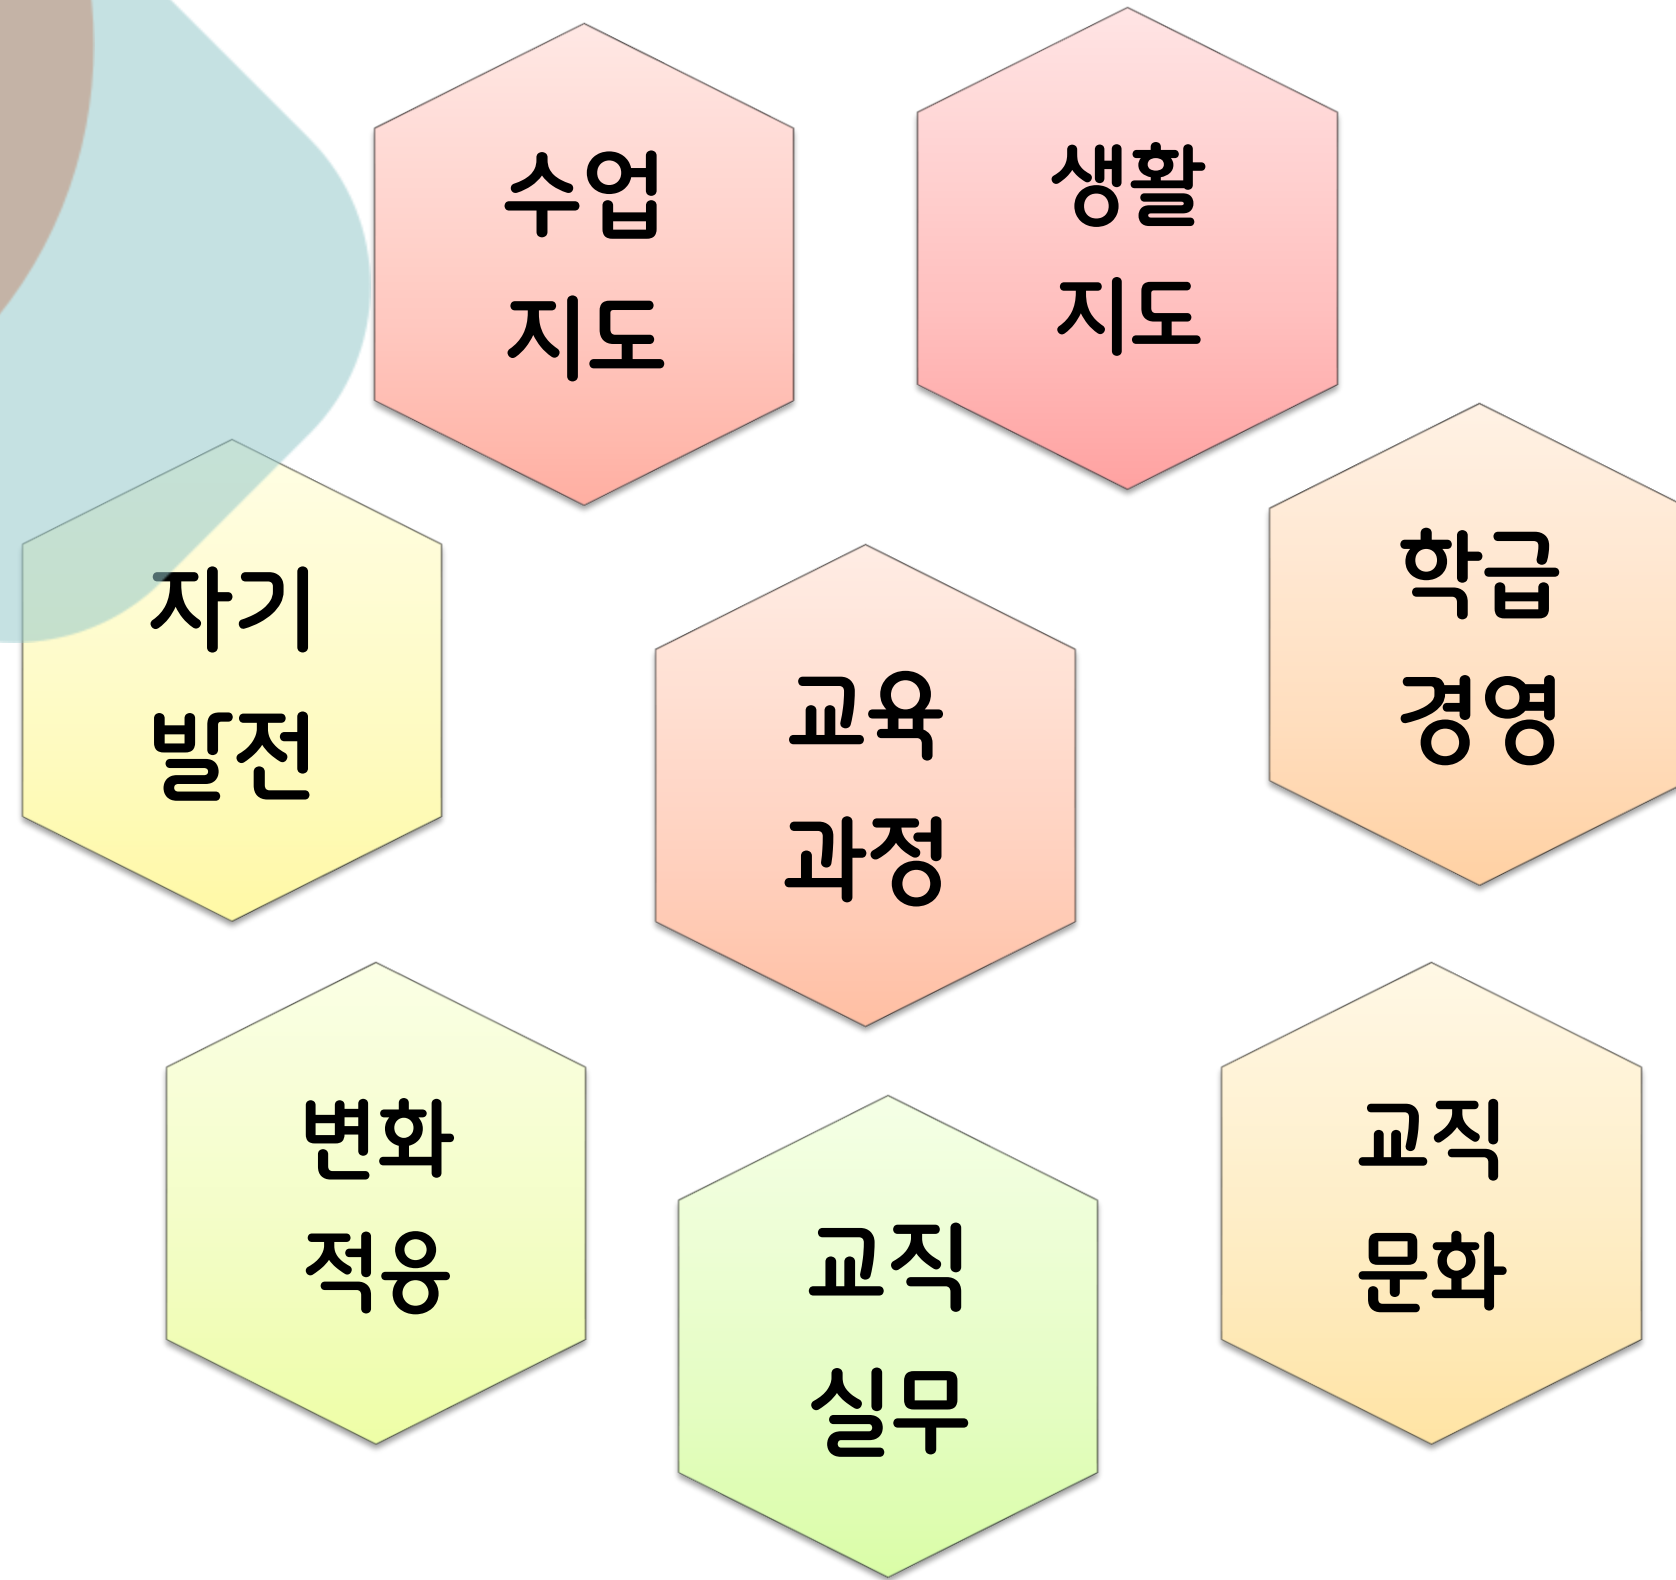 수업
지도
생활
지도
자기
발전
교육
과정
학급
경영
변화
적응
교직
실무
교직
문화